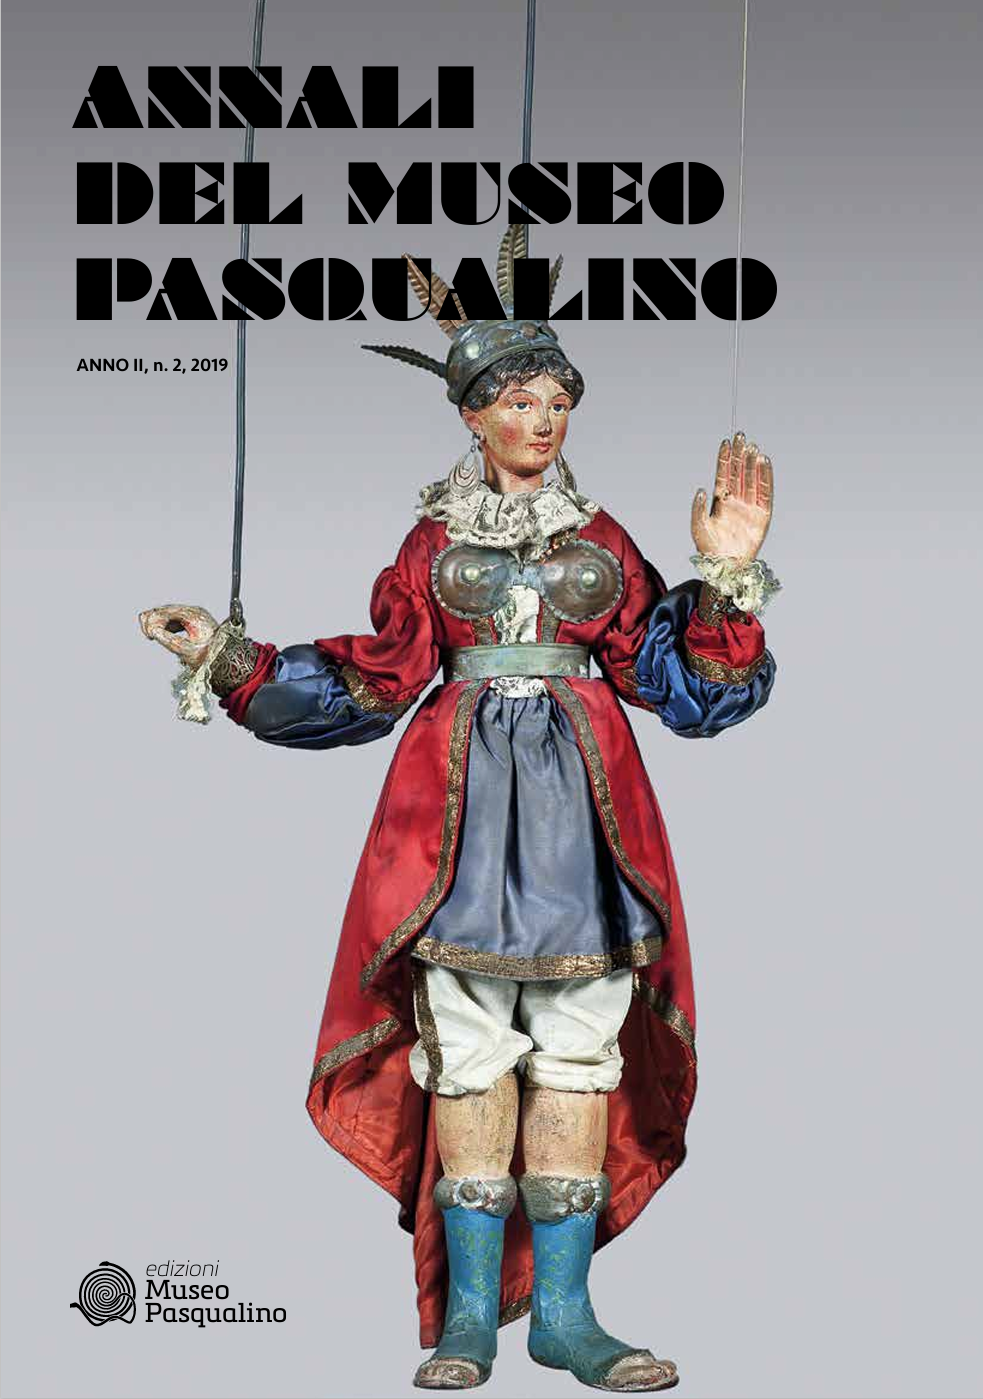 ANNALI
DEL MUSEO
PASQUALINO
ANNO II, n. 2, 2019
edizioni
Museo
Pasqualino